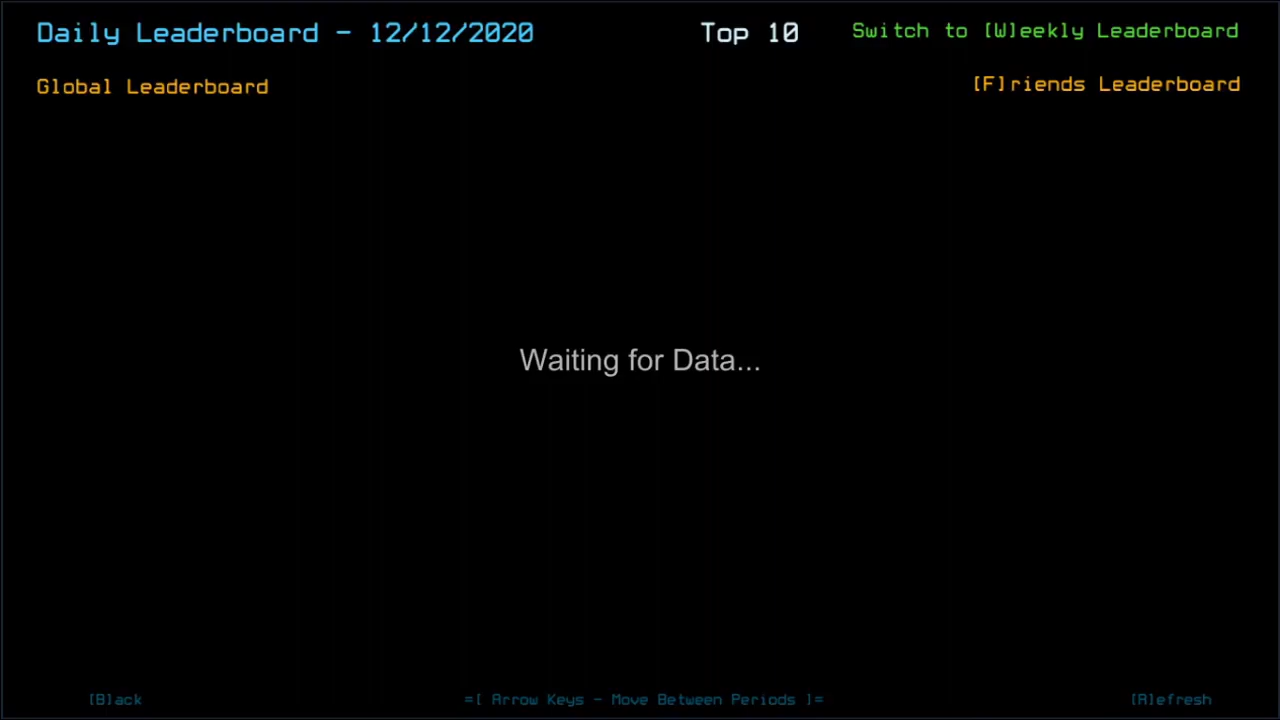 Daily Leaderboard - 12/12/2020 Top 10 Switch to [W]eekly Leaderboard
Global Leaderboard [F]riends Leaderboard
Waiting for Data...
[B]ack =[ Arrow Keys - Move Between Periods ]= [R]efresh